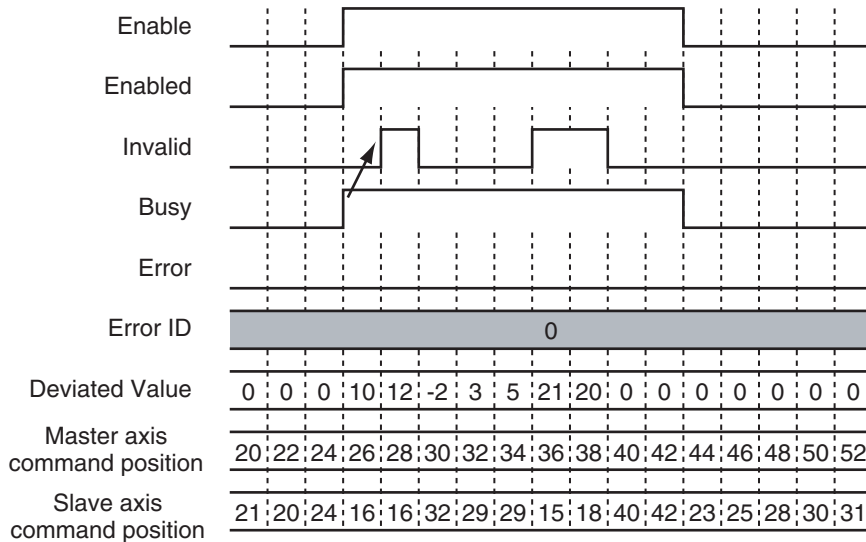 Enable
Enabled
Invalid
Busy
Error
Error ID
0
Deviated Value
0 0 0 10 12 -2 3 5 21 20 0 0 0 0 0 0 0
Master axis
command position
20 22 24 26 28 30 32 34 36 38 40 42 44 46 48 50 52
Slave axis
command position
21 20 24 16 16 32 29 29 15 18 40 42 23 25 28 30 31